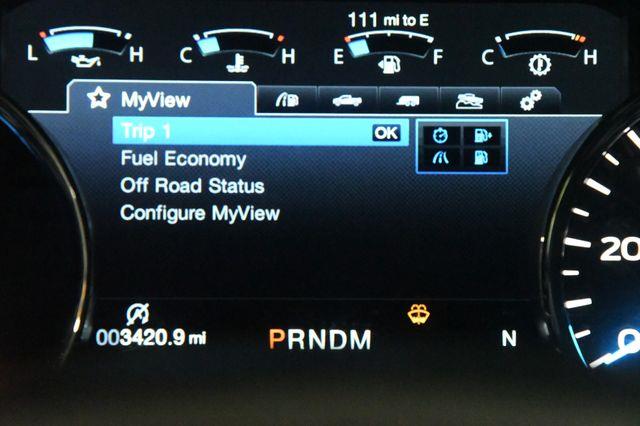 111 mi to E
L H C H E F C H
MyView
Trip 1 OK
Fuel Economy
Off Road Status
Configure MyView
20
003420.9 mi PRNDM N 0